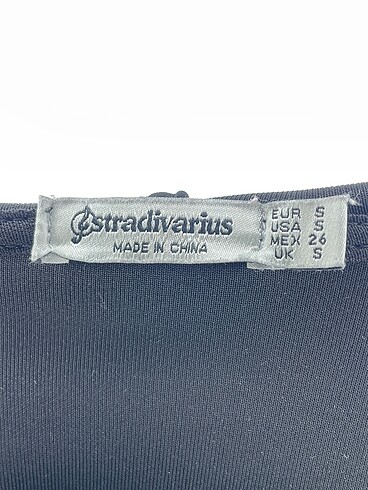 stradivarius
MADE IN CHINA
EUR S
USA S
MEX 26
UK S